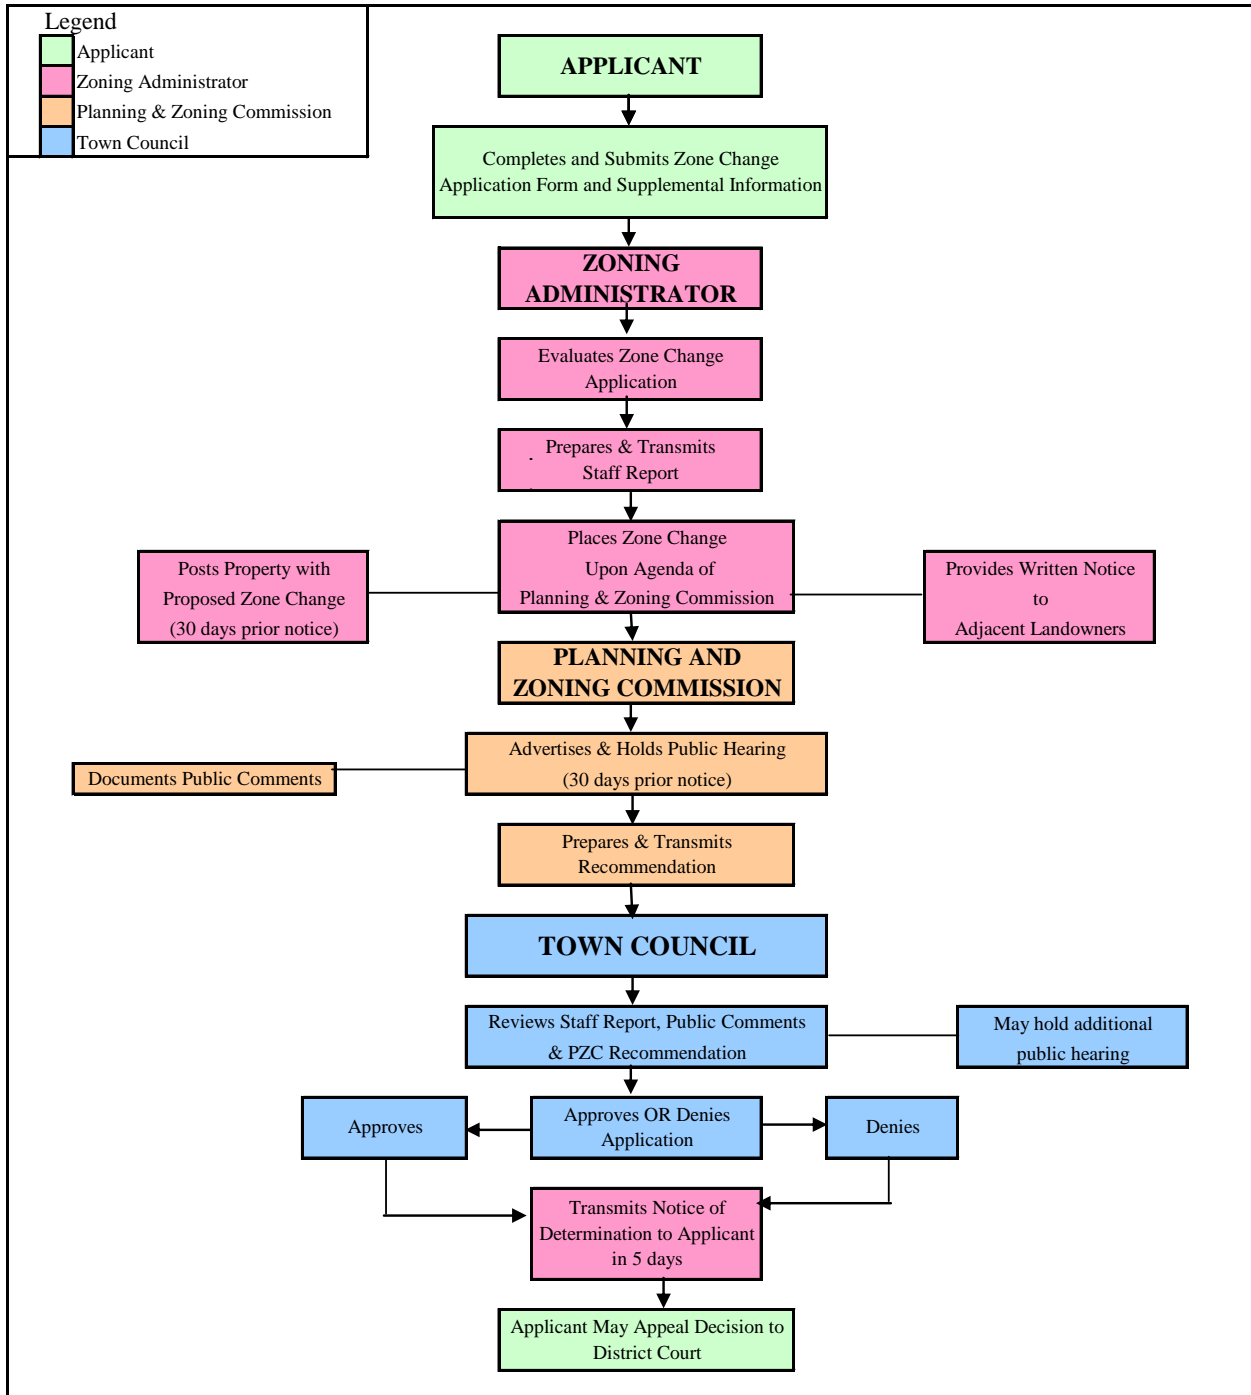 Legend
Applicant
Zoning Administrator
Planning & Zoning Commission
Town Council
APPLICANT
Completes and Submits Zone Change
Application Form and Supplemental Information
ZONING
ADMINISTRATOR
Evaluates Zone Change
Application
Prepares & Transmits
Staff Report
Places Zone Change
Upon Agenda of
Planning & Zoning Commission
Posts Property with
Proposed Zone Change
(30 days prior notice)
Provides Written Notice
to
Adjacent Landowners
PLANNING AND
ZONING COMMISSION
Advertises & Holds Public Hearing
(30 days prior notice)
Documents Public Comments
Prepares & Transmits
Recommendation
TOWN COUNCIL
Reviews Staff Report, Public Comments
& PZC Recommendation
May hold additional
public hearing
Approves
Approves OR Denies
Application
Denies
Transmits Notice of
Determination to Applicant
in 5 days
Applicant May Appeal Decision to
District Court